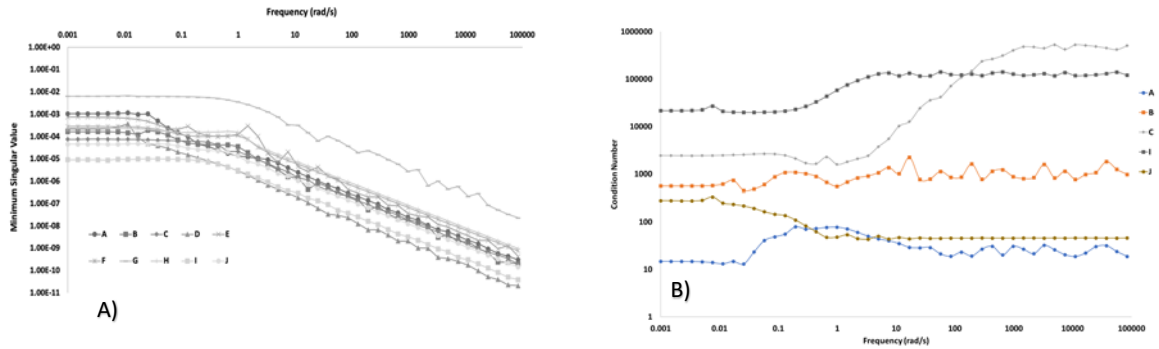 Frequency (rad/s)
0.001 0.01 0.1 1 10 100 1000 10000 100000
1.00E+00
1.00E-01
1.00E-02
1.00E-03
1.00E-04
1.00E-05
1.00E-06
1.00E-07
1.00E-08
1.00E-09
1.00E-10
1.00E-11
Minimum Singular Value
A B C D E
F G H I J
A)
1000000
100000
10000
1000
100
10
1
Condition Number
0.001 0.01 0.1 1 10 100 1000 10000 100000
Frequency (rad/s)
A
B
C
I
J
B)